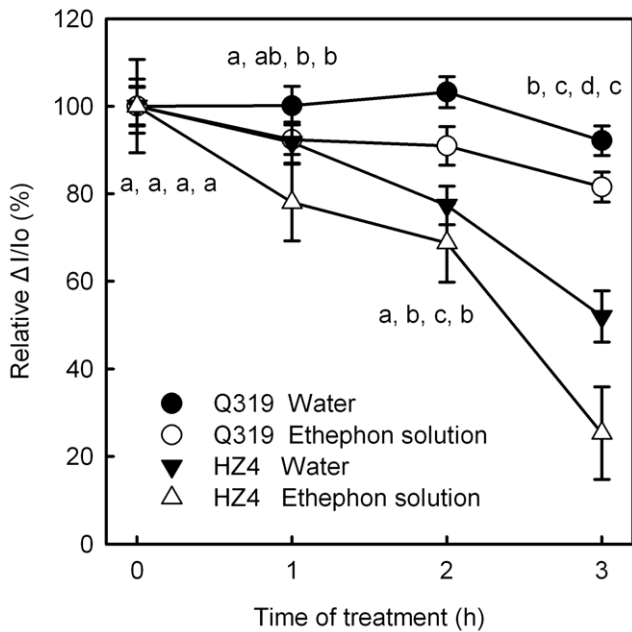 120
100
80
60
40
20
0
Relative Δ I/Io (%)
a, ab, b, b
b, c, d, c
a, a, a, a
a, b, c, b
Q319 Water
Q319 Ethephon solution
HZ4 Water
HZ4 Ethephon solution
0 1 2 3
Time of treatment (h)